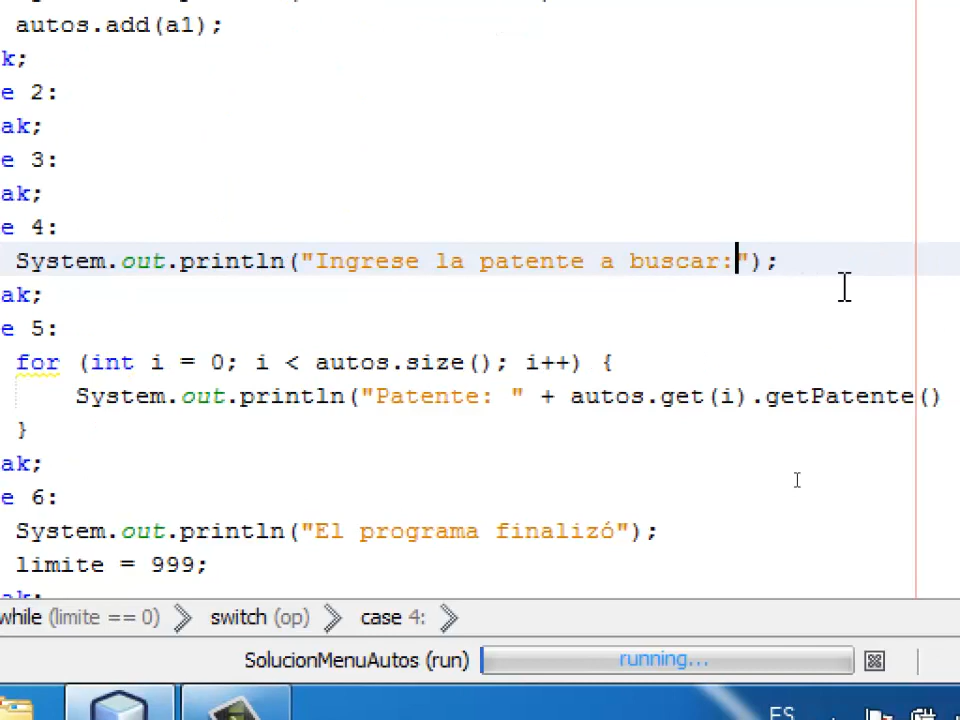 autos.add(a1);
k;
e 2:
ak;
e 3:
ak;
e 4:
System.out.println("Ingrese la patente a buscar:");
ak;
e 5:
for (int i = 0; i < autos.size(); i++) {
System.out.println("Patente: " + autos.get(i).getPatente()
}
ak;
e 6:
System.out.println("El programa finalizó");
limite = 999;
while (limite == 0) switch (op) case 4:
SolucionMenuAutos (run) running...
ES